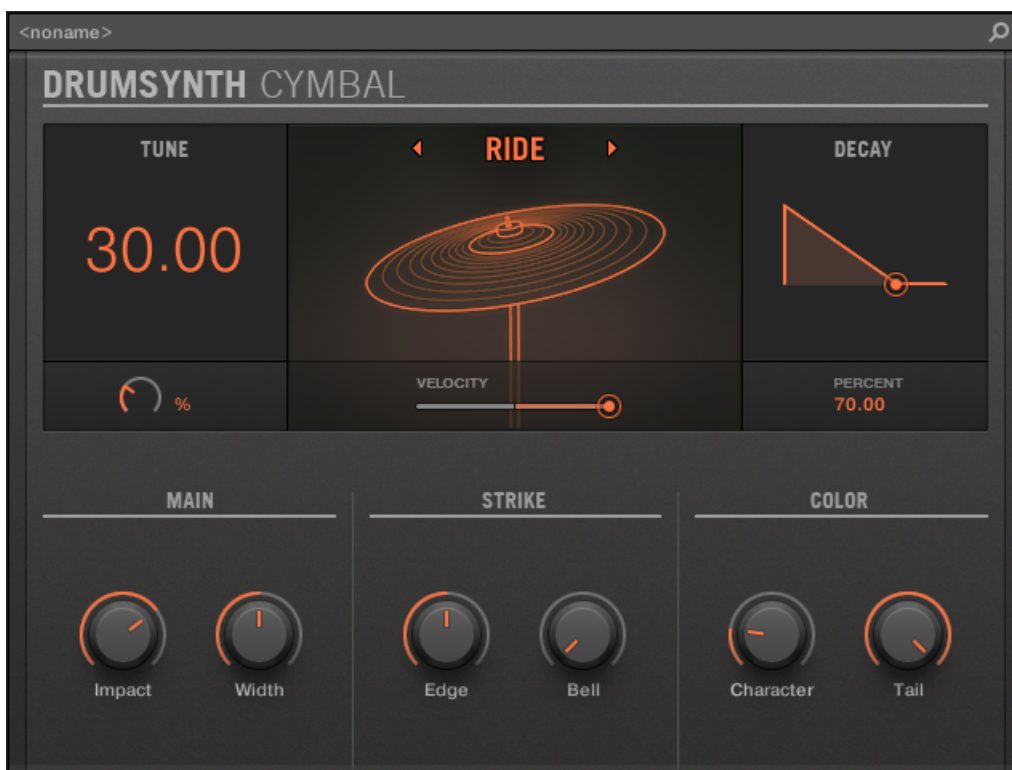 <noname>
DRUMSYNTH CYMBAL
TUNE
RIDE
DECAY
30.00
%
VELOCITY
PERCENT
70.00
MAIN
STRIKE
COLOR
Impact
Width
Edge
Bell
Character
Tail